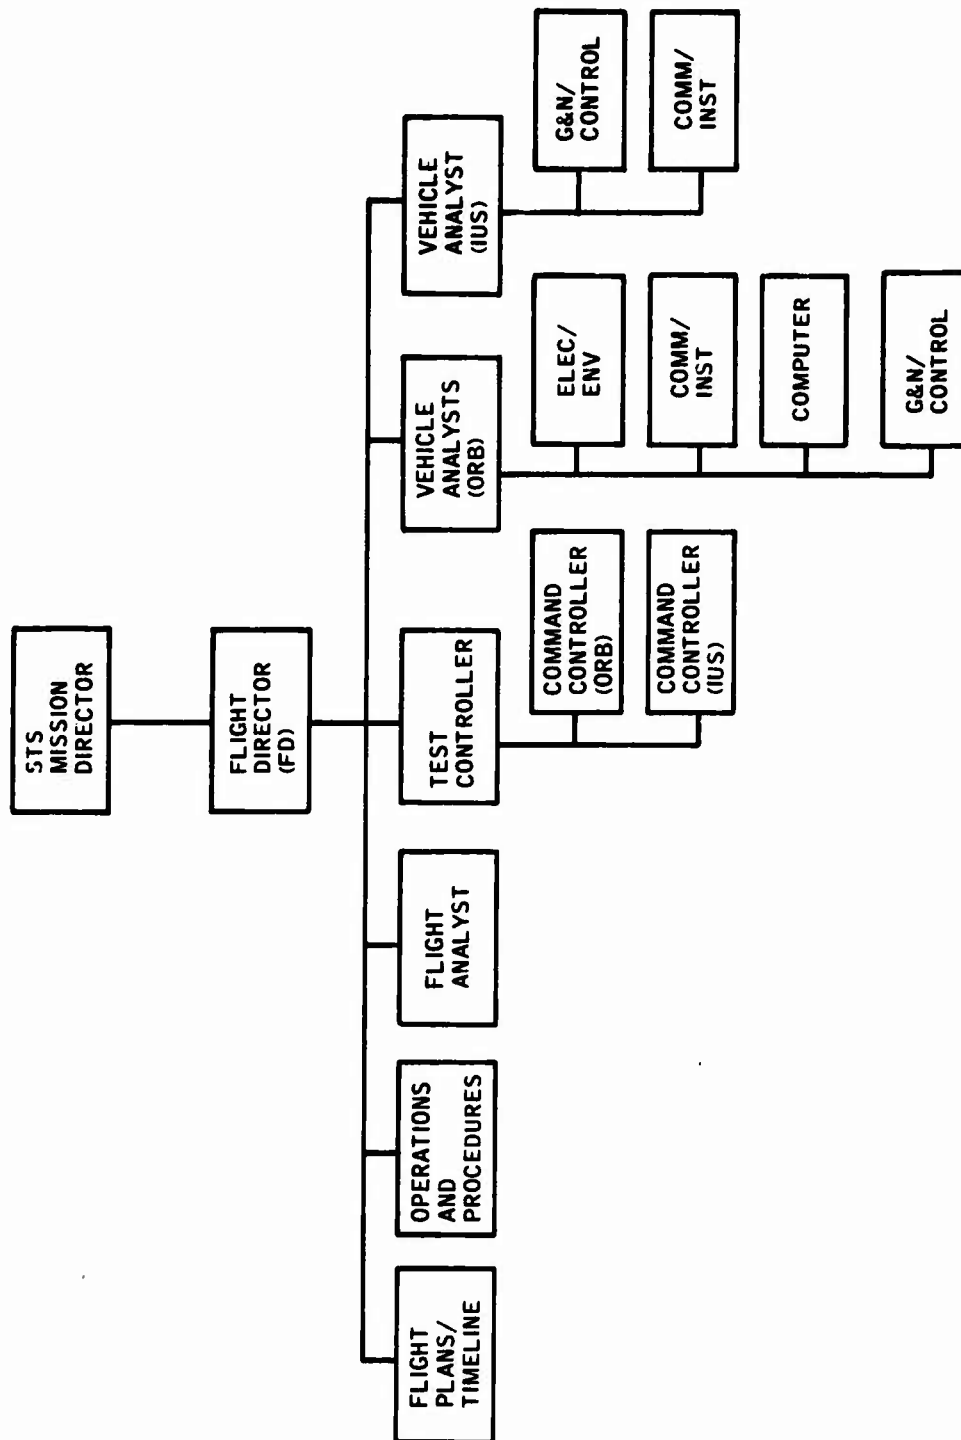 STS
MISSION
DIRECTOR
FLIGHT
DIRECTOR
(FD)
FLIGHT
PLANS/
TIMELINE
OPERATIONS
AND
PROCEDURES
FLIGHT
ANALYST
TEST
CONTROLLER
VEHICLE
ANALYSTS
(ORB)
VEHICLE
ANALYST
(IUS)
COMMAND
CONTROLLER
(ORB)
COMMAND
CONTROLLER
(IUS)
ELEC/
ENV
COMM/
INST
COMPUTER
G&N/
CONTROL
G&N/
CONTROL
COMM/
INST